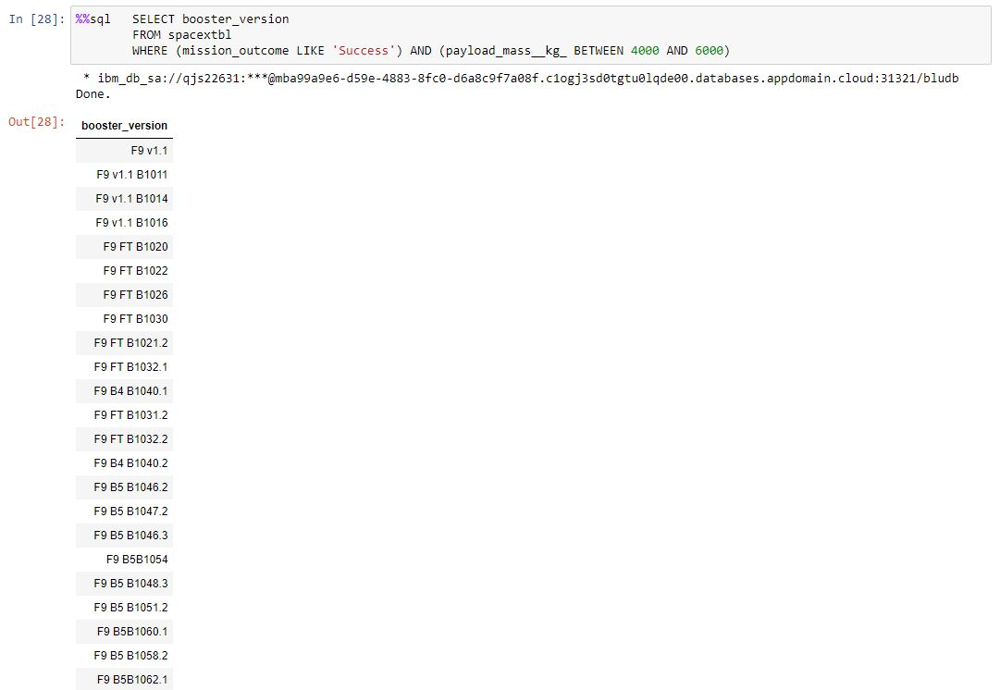 In [28]: %%sql   SELECT booster_version
FROM spacextbl
WHERE (mission_outcome LIKE 'Success') AND (payload_mass__kg_ BETWEEN 4000 AND 6000)
* ibm_db_sa://qjs22631:***@mba99a9e6-d59e-4883-8fc0-d6a8c9f7a08f.c1ogj3sd0tgtu0lqde00.databases.appdomain.cloud:31321/bludb
Done.
Out[28]: booster_version
F9 v1.1
F9 v1.1 B1011
F9 v1.1 B1014
F9 v1.1 B1016
F9 FT B1020
F9 FT B1022
F9 FT B1026
F9 FT B1030
F9 FT B1021.2
F9 FT B1032.1
F9 B4 B1040.1
F9 FT B1031.2
F9 FT B1032.2
F9 B4 B1040.2
F9 B5 B1046.2
F9 B5 B1047.2
F9 B5 B1046.3
F9 B5B1054
F9 B5 B1048.3
F9 B5 B1051.2
F9 B5B1060.1
F9 B5 B1058.2
F9 B5B1062.1